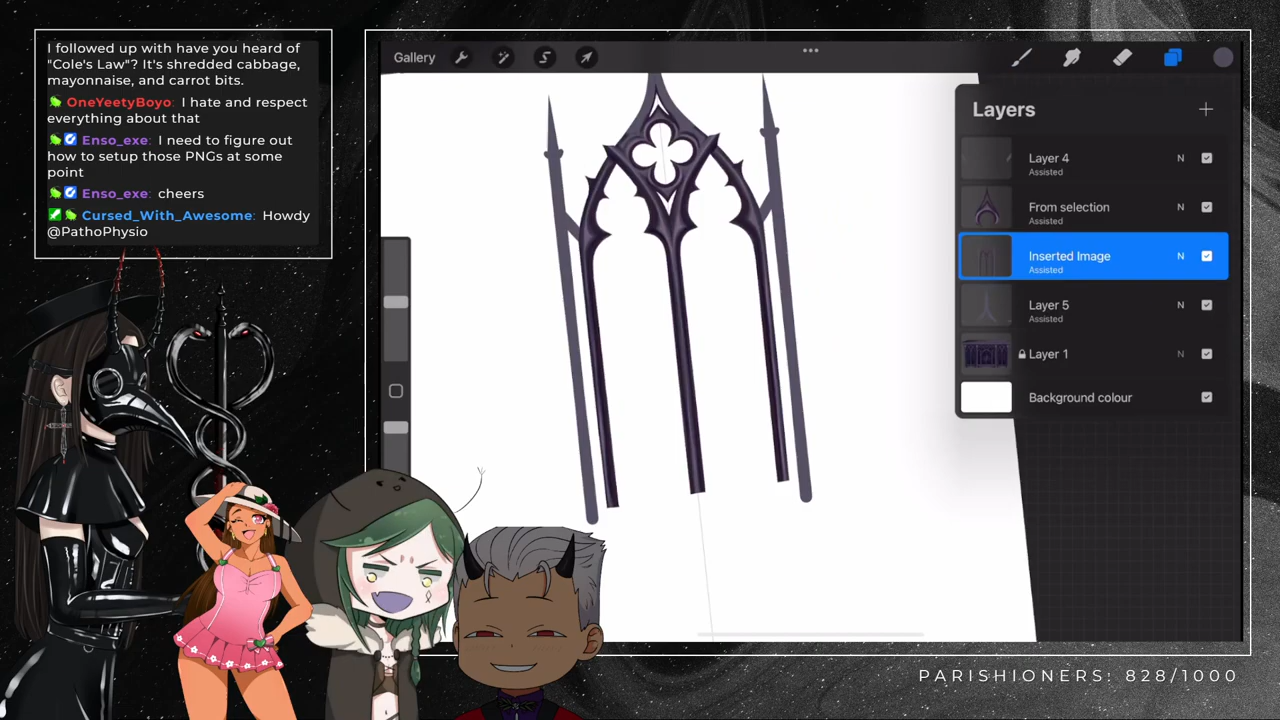 I followed up with have you heard of
"Cole's Law"? It's shredded cabbage,
mayonnaise, and carrot bits.
OneYeetyBoyo: I hate and respect
everything about that
Enso_exe: I need to figure out
how to setup those PNGs at some
point
Enso_exe: cheers
Cursed_With_Awesome: Howdy
@PathoPhysio
Gallery
Layers
Layer 4
N
Assisted
From selection
N
Assisted
Inserted Image
N
Assisted
Layer 5
N
Assisted
Layer 1
N
Background colour
PARISHIONERS: 828/1000